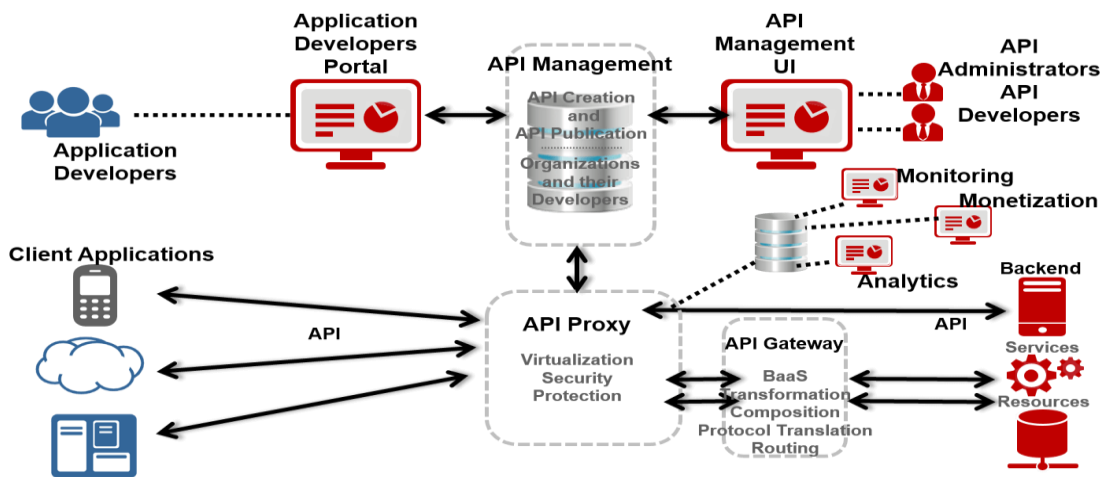 Application
Developers
Portal
API
Management
UI
API Management
API Creation
and
API Publication
Organizations
and their
Developers
API
Administrators
API
Developers
Application
Developers
Monitoring
Monetization
Analytics
Client Applications
API
API Proxy
Virtualization
Security
Protection
API Gateway
BaaS
Transformation
Composition
Protocol Translation
Routing
Backend
API
Services
Resources